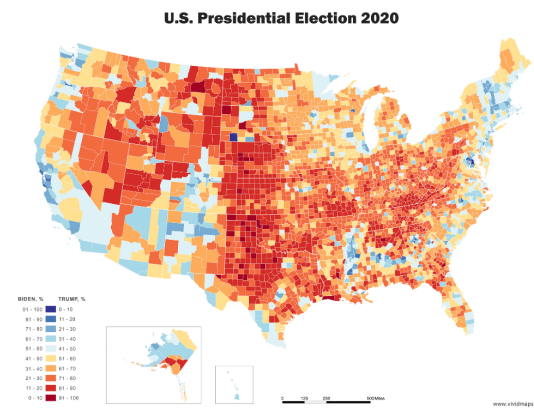 U.S. Presidential Election 2020
BIDEN, % TRUMP, %
91 - 100 0 - 10
81 - 90 11 - 20
71 - 80 21 - 30
61 - 70 31 - 40
51 - 60 41 - 50
41 - 50 51 - 60
31 - 40 61 - 70
21 - 30 71 - 80
11 - 20 81 - 90
0 - 10 91 - 100
0 125 250 500Miles
www.vividmaps